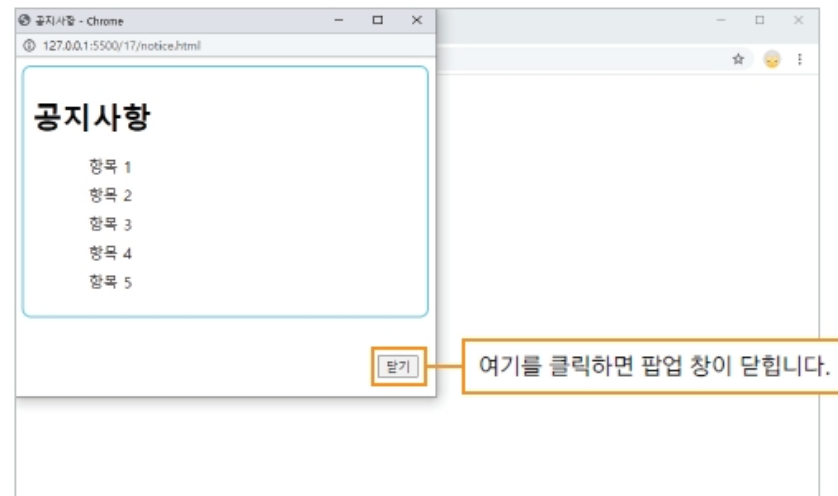 공지사항 - Chrome
127.0.0.1:5500/17/notice.html
공지사항
항목 1
항목 2
항목 3
항목 4
항목 5
닫기
여기를 클릭하면 팝업 창이 닫힙니다.